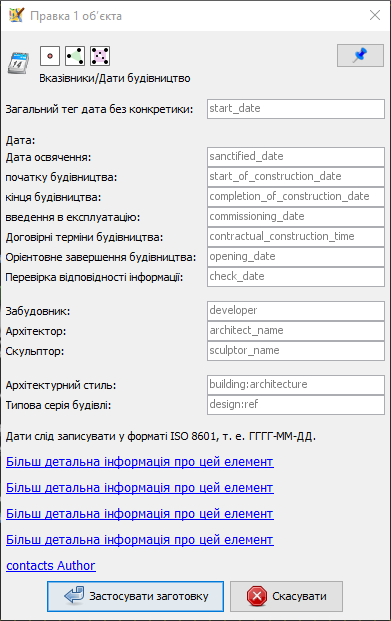 Правка 1 об'єкта
Вказівники/Дати будівництво
Загальний тег дата без конкретики: start_date
Дата:
Дата освячення: sanctified_date
початку будівництва: start_of_construction_date
кінця будівництва: completion_of_construction_date
введення в експлуатацію: commissioning_date
Договірні терміни будівництва: contractual_construction_time
Орієнтовне завершення будівництва: opening_date
Перевірка відповідності інформації: check_date
Забудовник: developer
Архітектор: architect_name
Скульптор: sculptor_name
Архітектурний стиль: building:architecture
Типова серія будівлі: design:ref
Дати слід записувати у форматі ISO 8601, т. е. ГГГГ-ММ-ДД.
Більш детальна інформація про цей елемент
Більш детальна інформація про цей елемент
Більш детальна інформація про цей елемент
Більш детальна інформація про цей елемент
contacts Author
Застосувати заготовку Скасувати